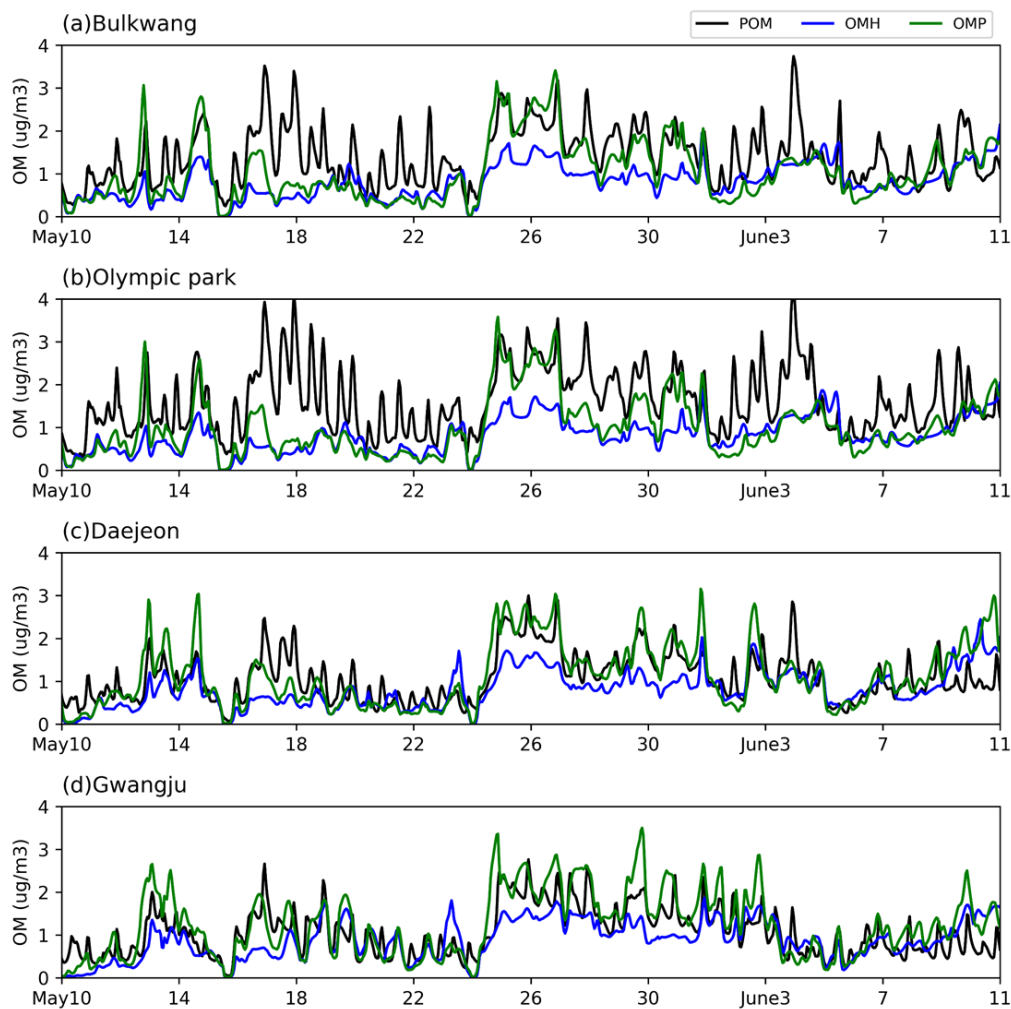 (a)Bulkwang
POM OMH OMP
OM (ug/m3)
4
3
2
1
0
May10 14 18 22 26 30 June3 7 11
(b)Olympic park
OM (ug/m3)
4
3
2
1
0
May10 14 18 22 26 30 June3 7 11
(c)Daejeon
OM (ug/m3)
4
3
2
1
0
May10 14 18 22 26 30 June3 7 11
(d)Gwangju
OM (ug/m3)
4
3
2
1
0
May10 14 18 22 26 30 June3 7 11